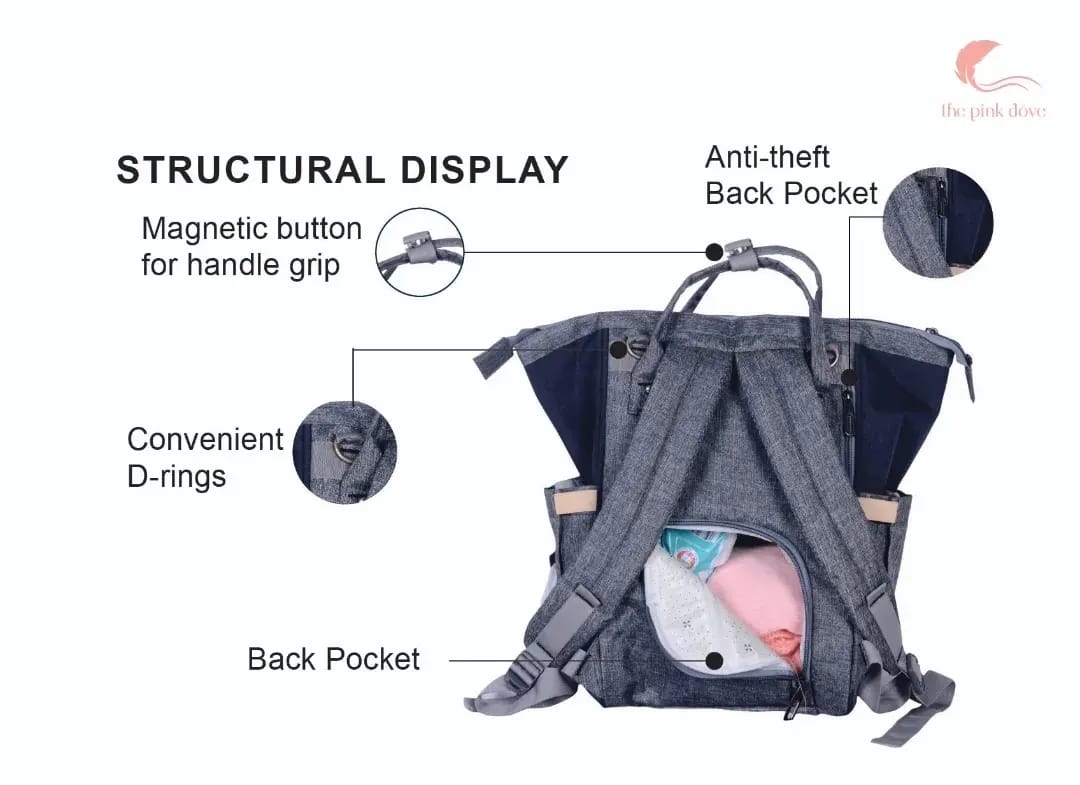 the pink dove
STRUCTURAL DISPLAY
Anti-theft
Back Pocket
Magnetic button
for handle grip
Convenient
D-rings
Back Pocket